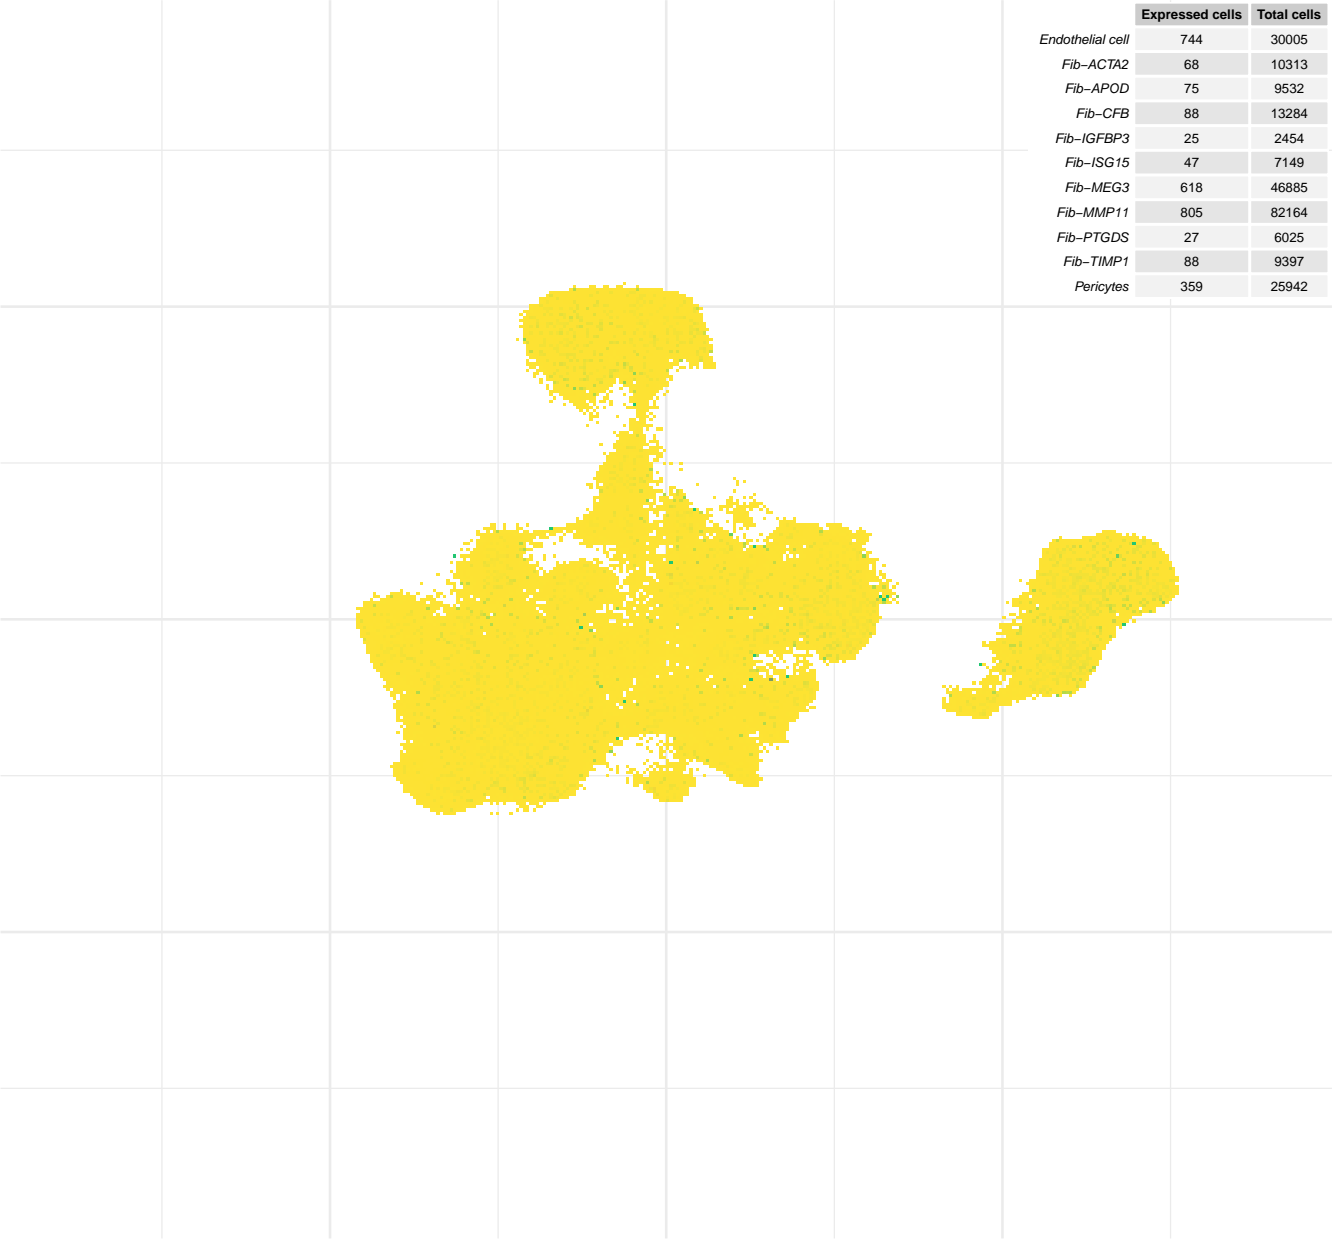 Expressed cells Total cells
Endothelial cell 744 30005
Fib−ACTA2 68 10313
Fib−APOD 75 9532
Fib−CFB 88 13284
Fib−IGFBP3 25 2454
Fib−ISG15 47 7149
Fib−MEG3 618 46885
Fib−MMP11 805 82164
Fib−PTGDS 27 6025
Fib−TIMP1 88 9397
Pericytes 359 25942